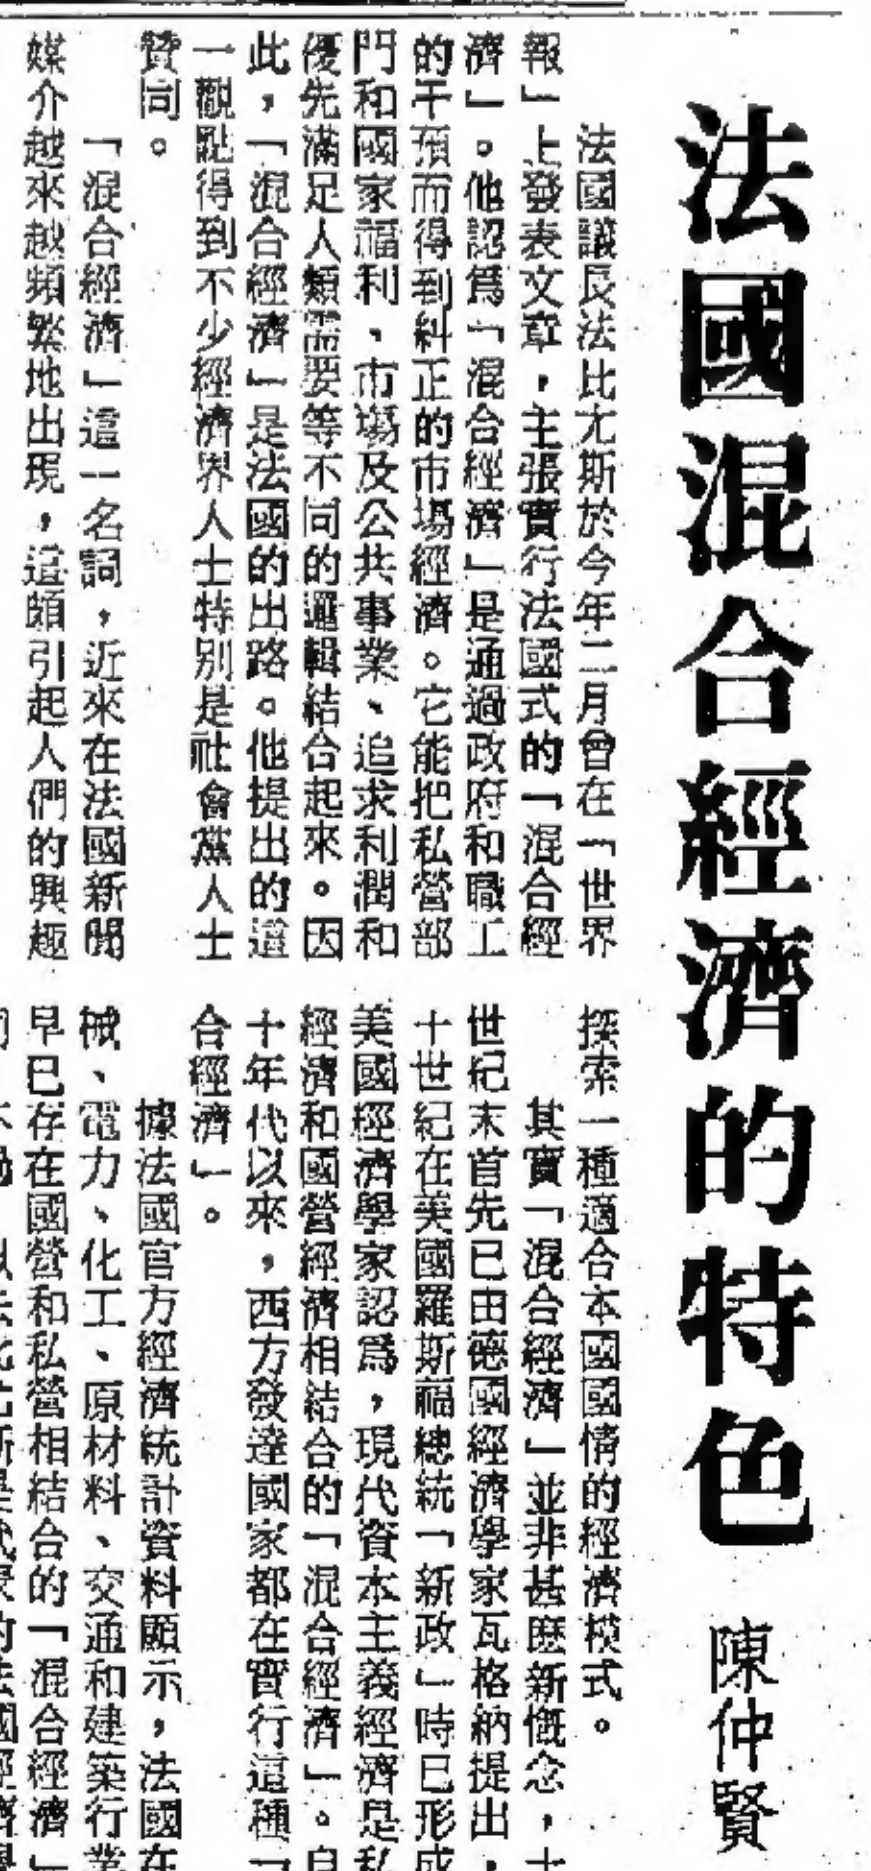 法國混合經濟的特色
陳仲賢
法國議長法比尤斯於今年二月曾在「世界
報」上發表文章，主張實行法國式的「混合經
濟」。他認爲「混合經濟」是通過政府和職工
的干預而得到糾正的市場經濟。它能把私營部
門和國家福利、市場及公共事業、追求利潤和
優先滿足人類需要等不同的邏輯結合起來。因
此，「混合經濟」是法國的出路。他提出的這
一觀點得到不少經濟界人士特別是社會黨人士
贊同。
「混合經濟」這一名詞，近來在法國新聞
媒介越來越頻繁地出現，這頗引起人們的興趣
探索一種適合本國國情的經濟模式。
其實「混合經濟」並非甚麽新慨念，十
世紀末首先已由德國經濟學家瓦格納提出，
十世紀在美國羅斯福總統「新政」時已形成
美國經濟學家認爲，現代資本主義經濟是私
經濟和國營經濟相結合的「混合經濟」。自
十年代以來，西方發達國家都在實行這種「
合經濟」。
據法國官方經濟統計資料顯示，法國在
械、電力、化工、原材料、交通和建築行業
早已存在國營和私營相結合的「混合經濟」